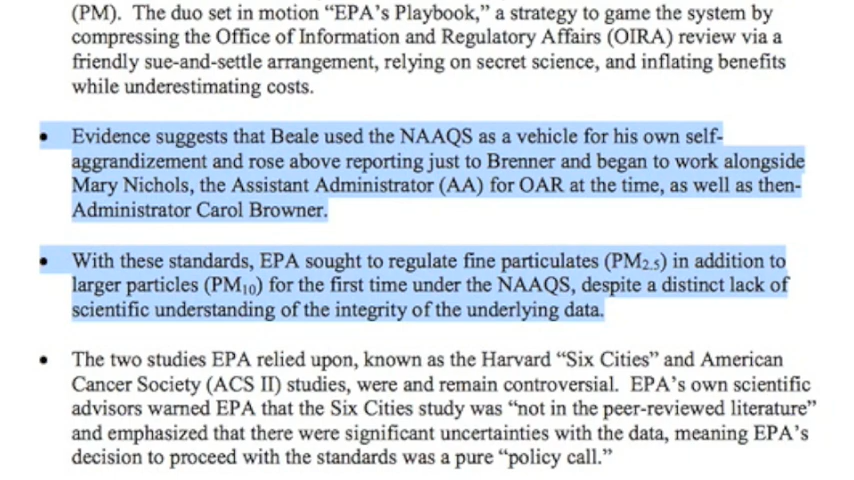 (PM). The duo set in motion “EPA’s Playbook,” a strategy to game the system by
compressing the Office of Information and Regulatory Affairs (OIRA) review via a
friendly sue-and-settle arrangement, relying on secret science, and inflating benefits
while underestimating costs.
• Evidence suggests that Beale used the NAAQS as a vehicle for his own self-
aggrandizement and rose above reporting just to Brenner and began to work alongside
Mary Nichols, the Assistant Administrator (AA) for OAR at the time, as well as then-
Administrator Carol Browner.
• With these standards, EPA sought to regulate fine particulates (PM2.5) in addition to
larger particles (PM10) for the first time under the NAAQS, despite a distinct lack of
scientific understanding of the integrity of the underlying data.
• The two studies EPA relied upon, known as the Harvard “Six Cities” and American
Cancer Society (ACS II) studies, were and remain controversial. EPA’s own scientific
advisors warned EPA that the Six Cities study was “not in the peer-reviewed literature”
and emphasized that there were significant uncertainties with the data, meaning EPA’s
decision to proceed with the standards was a pure “policy call.”